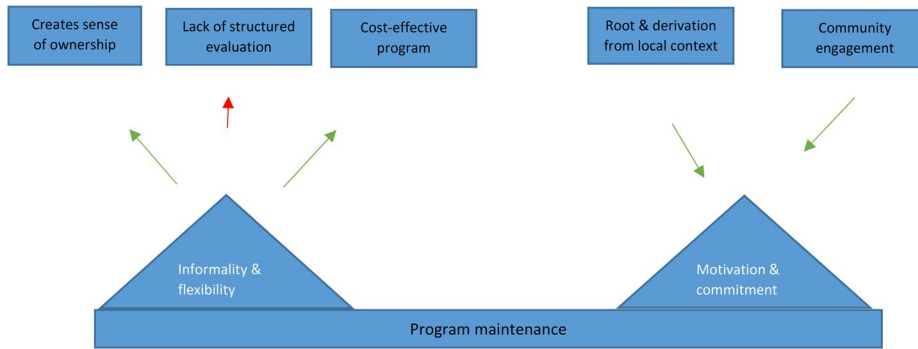 Creates sense
of ownership
Lack of structured
evaluation
Cost-effective
program
Root & derivation
from local context
Community
engagement
Informality &
flexibility
Motivation &
commitment
Program maintenance